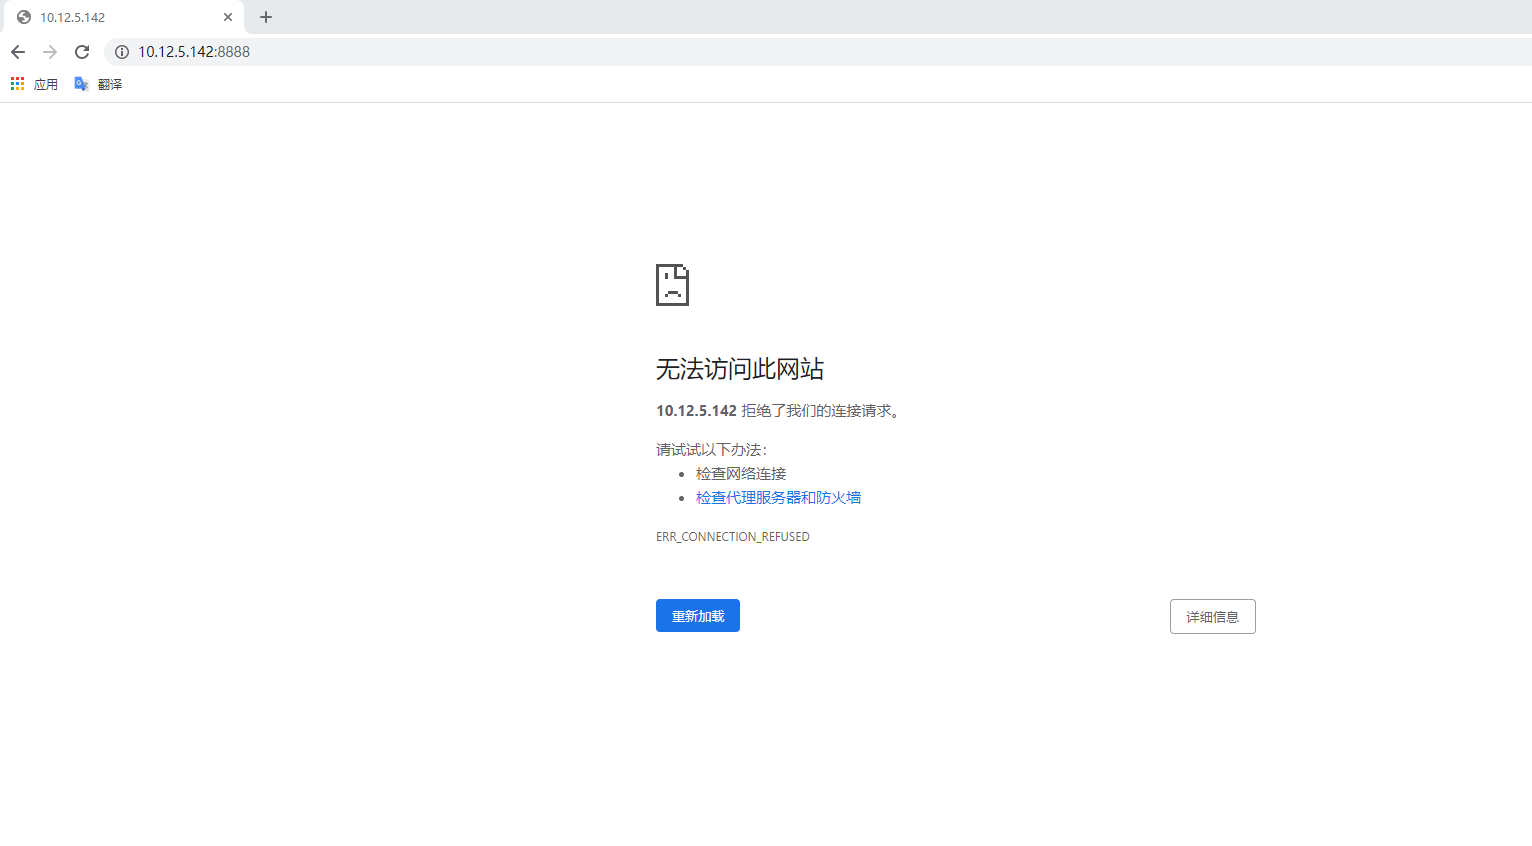 10.12.5.142
10.12.5.142:8888
应用 翻译
无法访问此网站
10.12.5.142 拒绝了我们的连接请求。
请试试以下办法：
• 检查网络连接
• 检查代理服务器和防火墙
ERR_CONNECTION_REFUSED
重新加载 详细信息